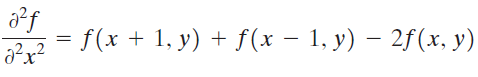 ∂²f/∂²x² = f(x + 1, y) + f(x − 1, y) − 2f(x, y)